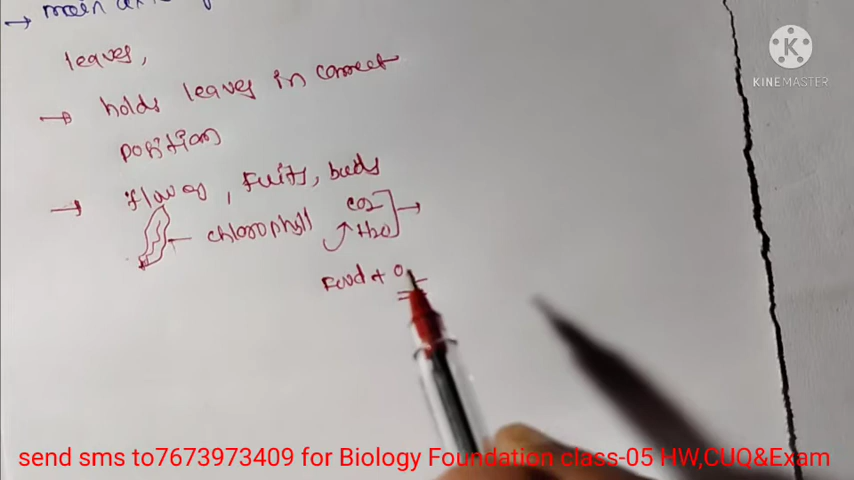 → main
leaves,
→ holds leaves in correct
position
→ flowers, fruits, buds
← chlorophyll CO2 →
H2O
Food + O
KINEMASTER
send sms to7673973409 for Biology Foundation class-05 HW,CUQ&Exam